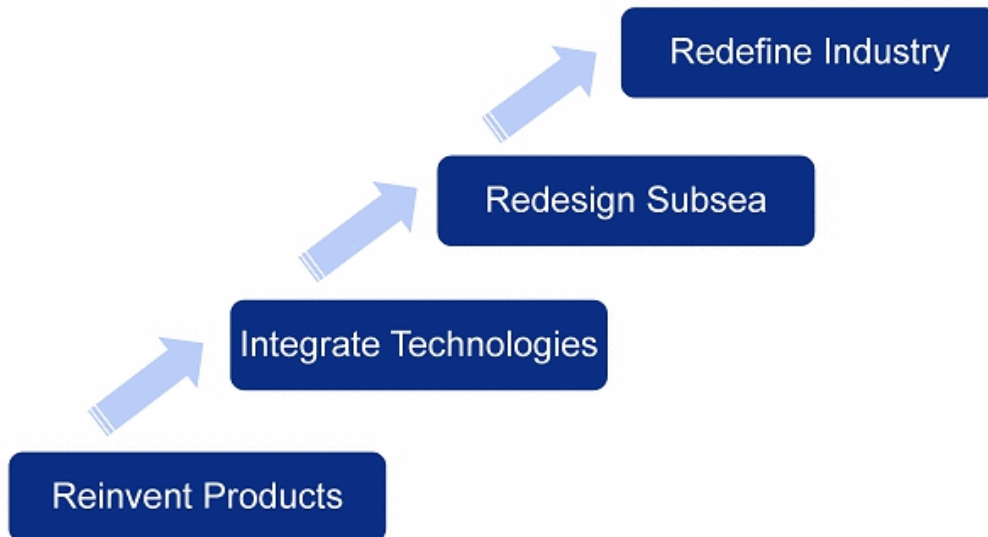 Redefine Industry
Redesign Subsea
Integrate Technologies
Reinvent Products